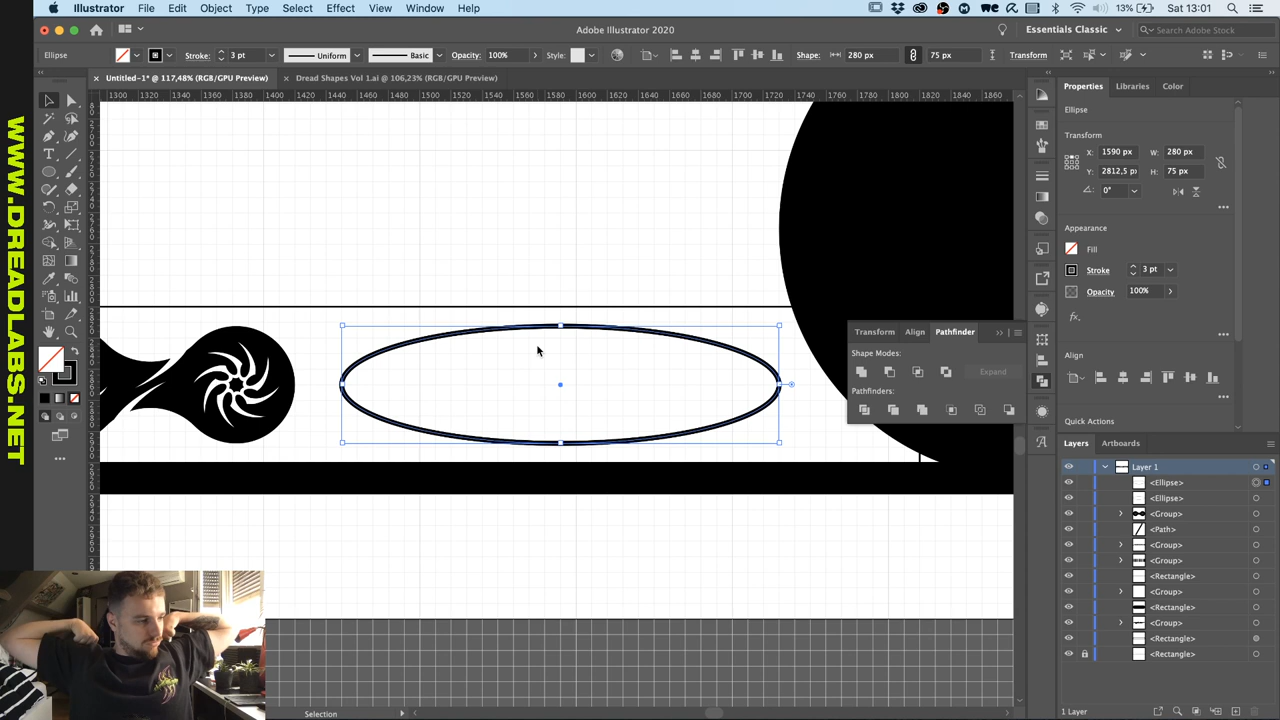 Illustrator File Edit Object Type Select Effect View Window Help 13% Sat 13:01
Adobe Illustrator 2020
Essentials Classic
Search Adobe Stock
Ellipse Stroke: 3 pt Uniform Basic Opacity: 100% Style: Shape: 280 px 75 px Transform
Untitled-1* @ 117,48% (RGB/GPU Preview) Dread Shapes Vol 1.ai @ 106,23% (RGB/GPU Preview)
1300 1320 1340 1360 1380 1400 1420 1440 1460 1480 1500 1520 1540 1560 1580 1600 1620 1640 1660 1680 1700 1720 1740 1760 1780 1800 1820 1840 1860
WWW.DREADLABS.NET
Properties Libraries Color
Ellipse
Transform
X: 1590 px W: 280 px
Y: 2812,5 p H: 75 px
0°
Appearance
Fill
Stroke 3 pt
Opacity 100%
fx
Align
Quick Actions
Transform Align Pathfinder
Shape Modes:
Expand
Pathfinders:
Layers Artboards
Layer 1
<Ellipse>
<Ellipse>
<Group>
<Path>
<Group>
<Group>
<Rectangle>
<Group>
<Rectangle>
<Group>
<Rectangle>
<Rectangle>
1 Layer
Selection